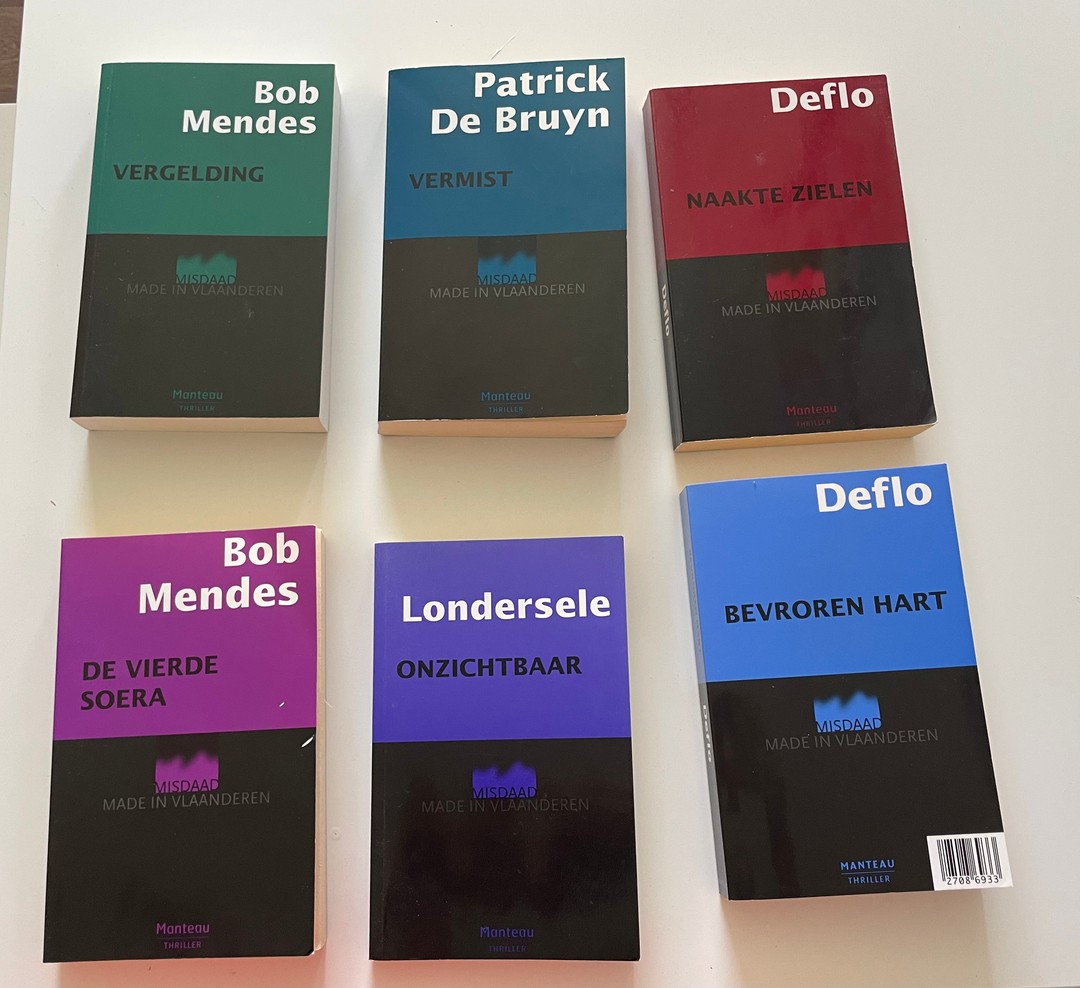 Bob
Mendes
VERGELDING
MISDAAD
MADE IN VLAANDEREN
Manteau
THRILLER
Patrick
De Bruyn
VERMIST
MISDAAD
MADE IN VLAANDEREN
Manteau
THRILLER
Deflo
NAAKTE ZIELEN
MISDAAD
MADE IN VLAANDEREN
Manteau
THRILLER
Deflo
Bob
Mendes
DE VIERDE
SOERA
MISDAAD
MADE IN VLAANDEREN
Manteau
THRILLER
Londersele
ONZICHTBAAR
MISDAAD
MADE IN VLAANDEREN
Manteau
THRILLER
Deflo
BEVROREN HART
MISDAAD
MADE IN VLAANDEREN
MANTEAU
THRILLER
Z708 6933
Deflo